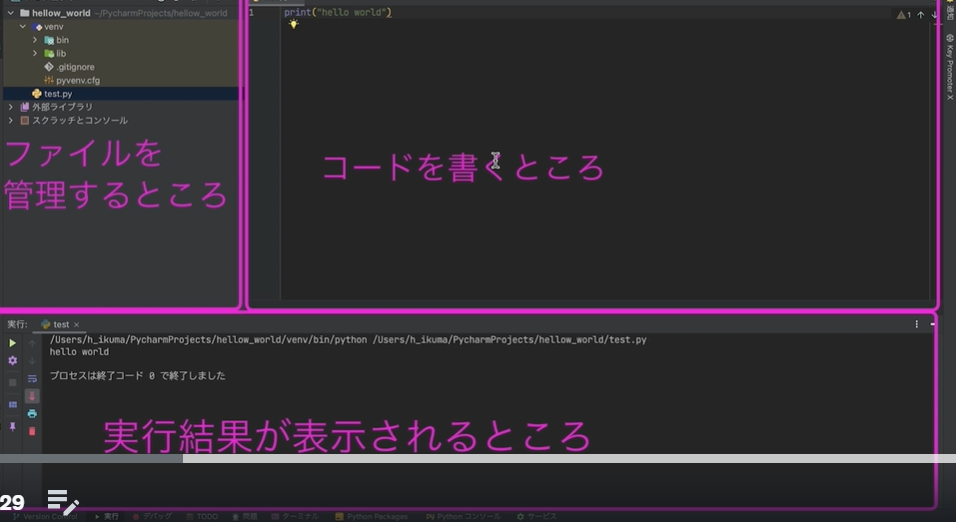 hellow_world ~/PycharmProjects/hellow_world
venv
bin
lib
.gitignore
pyvenv.cfg
test.py
外部ライブラリ
スクラッチとコンソール
ファイルを
管理するところ
1 print("hello world")
1
コードを書くところ
通知
Key Promoter X
実行: test ×
/Users/h_ikuma/PycharmProjects/hellow_world/venv/bin/python /Users/h_ikuma/PycharmProjects/hellow_world/test.py
hello world
プロセスは終了コード 0 で終了しました
実行結果が表示されるところ
29
Version Control 実行 デバッグ TODO 問題 ターミナル Python Packages Python コンソール サービス